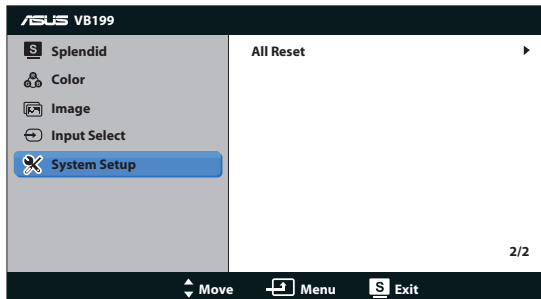 ASUS VB199
S Splendid
Color
Image
Input Select
System Setup
All Reset
2/2
Move Menu S Exit